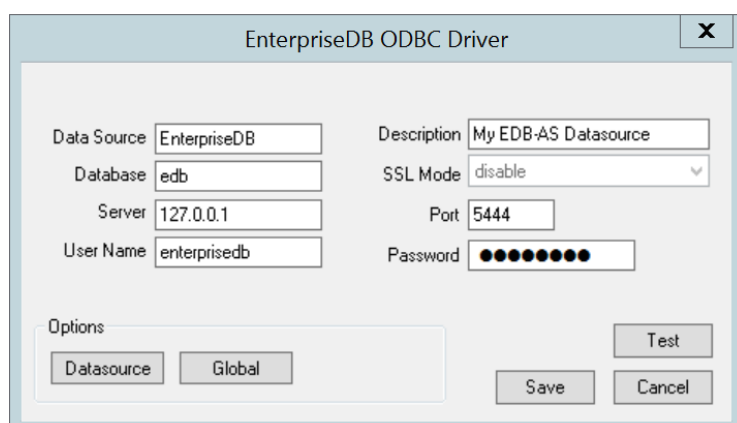 EnterpriseDB ODBC Driver
X
Data Source EnterpriseDB
Description My EDB-AS Datasource
Database edb
SSL Mode disable
Server 127.0.0.1
Port 5444
User Name enterprisedb
Password ●●●●●●●●
Options
Datasource Global
Test
Save Cancel